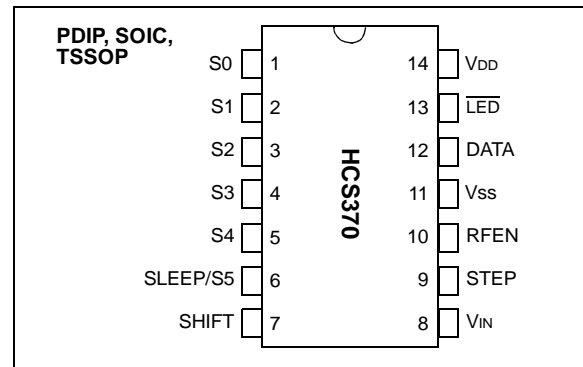 PDIP, SOIC,
TSSOP
S0 1 14 VDD
S1 2 13 LED
S2 3 12 DATA
S3 4 11 Vss
S4 5 10 RFEN
SLEEP/S5 6 9 STEP
SHIFT 7 8 VIN
HCS370